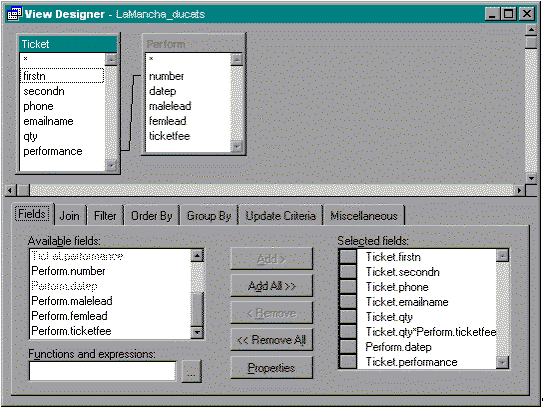 View Designer - LaMancha_ducats
Ticket
*
firstn
secondn
phone
emailname
qty
performance
Perform
*
number
datep
malelead
femlead
ticketfee
Fields Join Filter Order By Group By Update Criteria Miscellaneous
Available fields:
Ticket.performance
Perform.number
Perform.datep
Perform.malelead
Perform.femlead
Perform.ticketfee
Functions and expressions:
...
Add >
Add All >>
< Remove
<< Remove All
Properties
Selected fields:
Ticket.firstn
Ticket.secondn
Ticket.phone
Ticket.emailname
Ticket.qty
Ticket.qty*Perform.ticketfee
Perform.datep
Ticket.performance